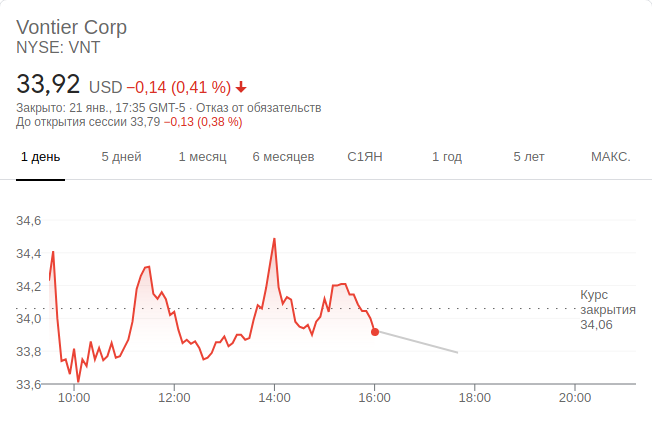 Vontier Corp
NYSE: VNT
33,92 USD −0,14 (0,41 %)
Закрыто: 21 янв., 17:35 GMT-5 · Отказ от обязательств
До открытия сессии 33,79 −0,13 (0,38 %)
1 день 5 дней 1 месяц 6 месяцев С1ЯН 1 год 5 лет МАКС.
34,6
34,4
34,2
34,0
33,8
33,6
Курс
закрытия
34,06
10:00 12:00 14:00 16:00 18:00 20:00